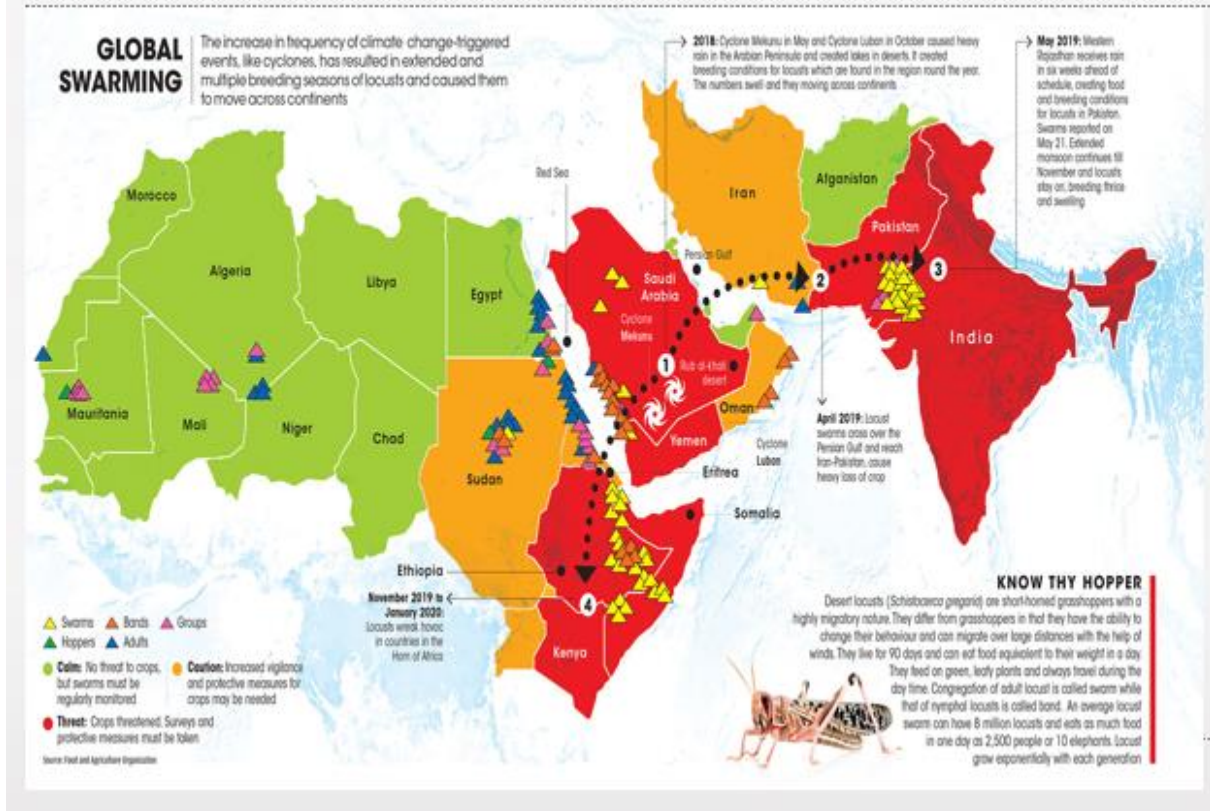 GLOBAL
SWARMING
The increase in frequency of climate change-triggered
events, like cyclones, has resulted in extended and
multiple breeding seasons of locusts and caused them
to move across continents
2018: Cyclone Mekunu in May and Cyclone Luban in October caused heavy
rain in the Arabian Peninsula and created lakes in deserts. It created
breeding conditions for locusts which are found in the region round the year.
The numbers swell and they moving across continents
May 2019: Western
Rajasthan receives rain
in six weeks ahead of
schedule, creating food
and breeding conditions
for locusts in Pakistan.
Swarms reported on
May 21. Extended
monsoon continues till
November and locusts
stay on, breeding thrice
and swelling
Red Sea
Morocco
Algeria
Libya
Egypt
Mauritania
Mali
Niger
Chad
Sudan
Iran
Afganistan
Pakistan
Persian Gulf
Saudi
Arabia
Cyclone
Mekunu
Rub al-khali
desert
1
2
3
India
Oman
Yemen
Cyclone
Luban
Eritrea
Somalia
April 2019: Locust
swarms cross over the
Persian Gulf and reach
Iran-Pakistan, cause
heavy loss of crop
Ethiopia
November 2019 to
January 2020:
Locusts wreak havoc
in countries in the
Horn of Africa
4
Kenya
Swarms Bands Groups
Hoppers Adults
Calm: No threat to crops,
but swarms must be
regularly monitored
Caution: Increased vigilance
and protective measures for
crops may be needed
Threat: Crops threatened. Surveys and
protective measures must be taken
Source: Food and Agriculture Organization
KNOW THY HOPPER
Desert locusts (Schistocerca gregaria) are short-horned grasshoppers with a
highly migratory nature. They differ from grasshoppers in that they have the ability to
change their behaviour and can migrate over large distances with the help of
winds. They live for 90 days and can eat food equivalent to their weight in a day.
They feed on green, leafy plants and always travel during the
day time. Congregation of adult locust is called swarm while
that of nymphal locusts is called band. An average locust
swarm can have 8 million locusts and eats as much food
in one day as 2,500 people or 10 elephants. Locust
grow exponentially with each generation